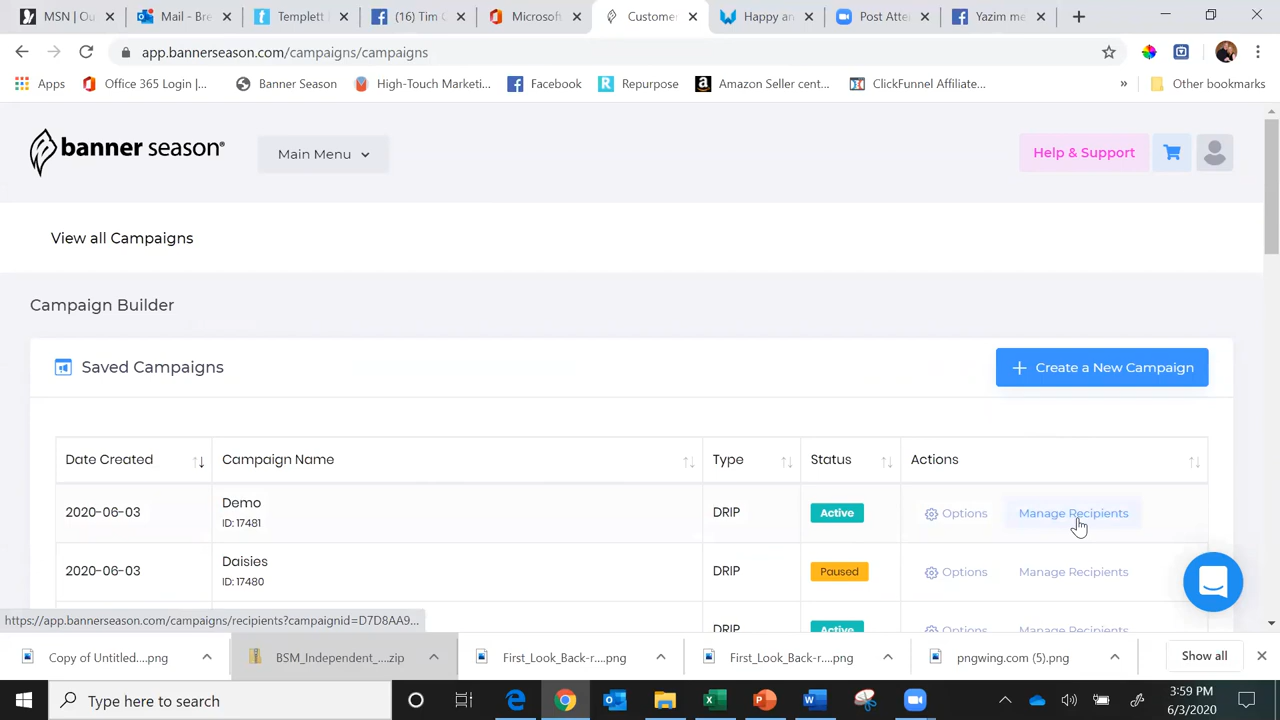 MSN | Ou
Mail - Bre
Templett
(16) Tim C
Microsoft
Customer
Happy an
Post Atte
Yazim me
app.bannerseason.com/campaigns/campaigns
Apps
Office 365 Login |...
Banner Season
High-Touch Marketi...
Facebook
Repurpose
Amazon Seller cent...
ClickFunnel Affiliate...
»
Other bookmarks
banner season
Main Menu
Help & Support
View all Campaigns
Campaign Builder
Saved Campaigns
+ Create a New Campaign
Date Created
Campaign Name
Type
Status
Actions
2020-06-03
Demo
ID: 17481
DRIP
Active
Options
Manage Recipients
2020-06-03
Daisies
ID: 17480
DRIP
Paused
Options
Manage Recipients
DRIP
Active
Options
Manage Recipients
https://app.bannerseason.com/campaigns/recipients?campaignid=D7D8AA9...
Copy of Untitled....png
BSM_Independent_....zip
First_Look_Back-r....png
First_Look_Back-r....png
pngwing.com (5).png
Show all
Type here to search
3:59 PM
6/3/2020